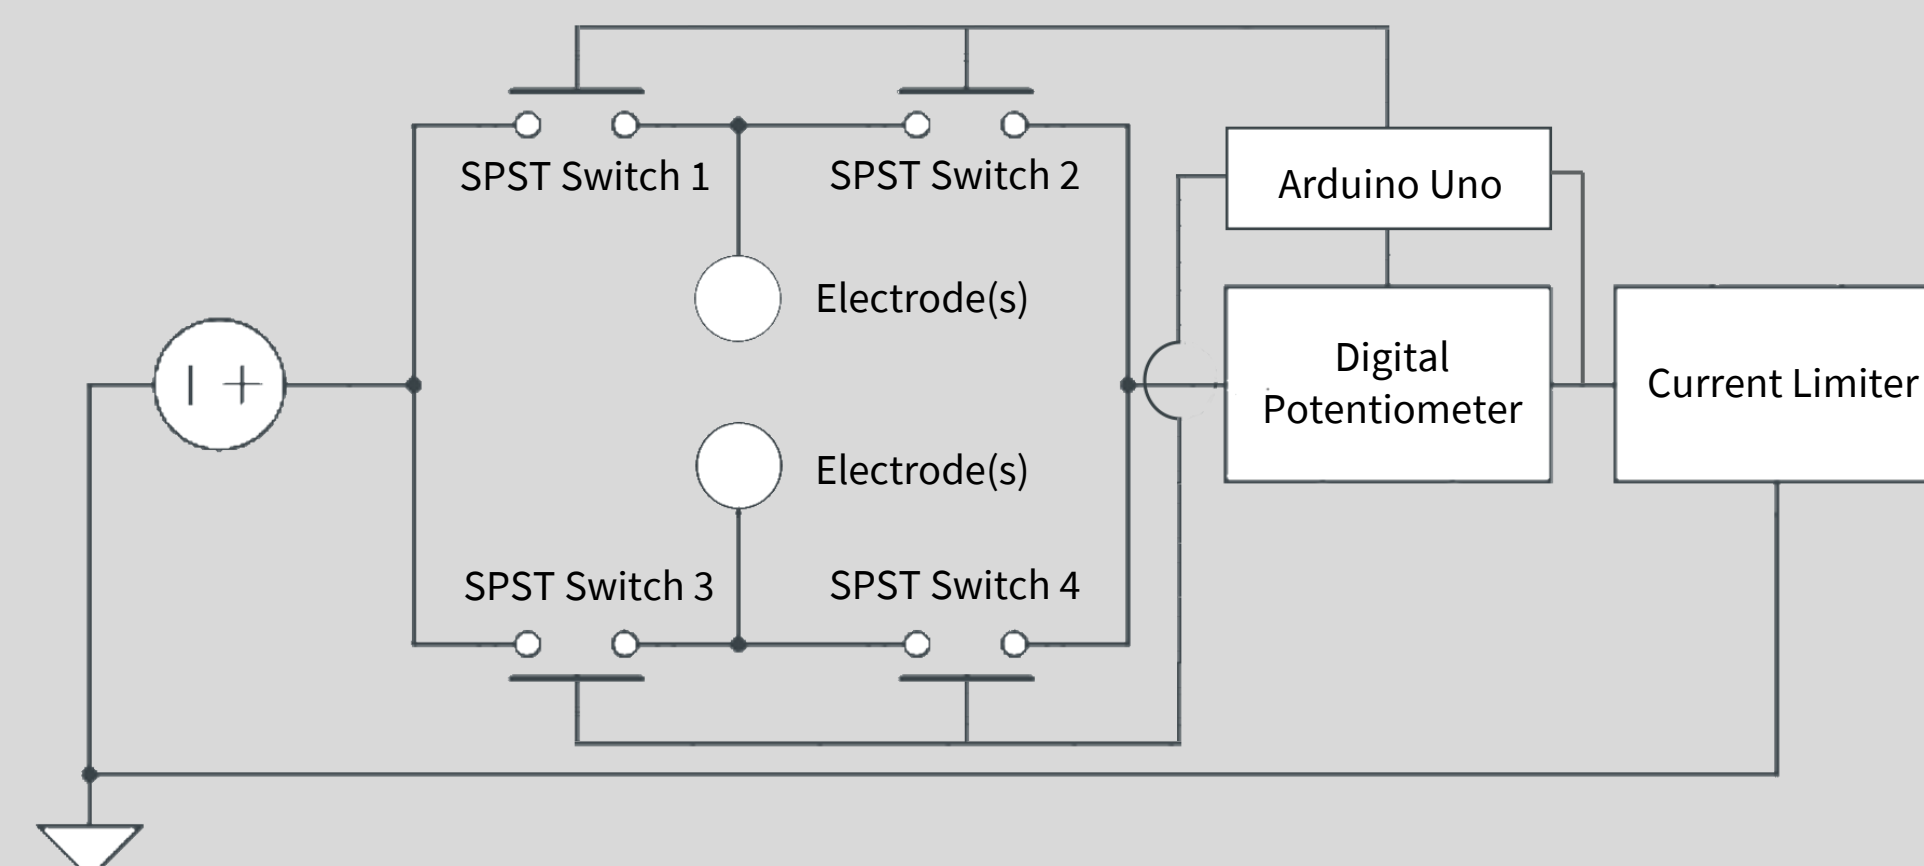 SPST Switch 1
SPST Switch 2
Arduino Uno
Electrode(s)
Digital
Potentiometer
Current Limiter
Electrode(s)
SPST Switch 3
SPST Switch 4